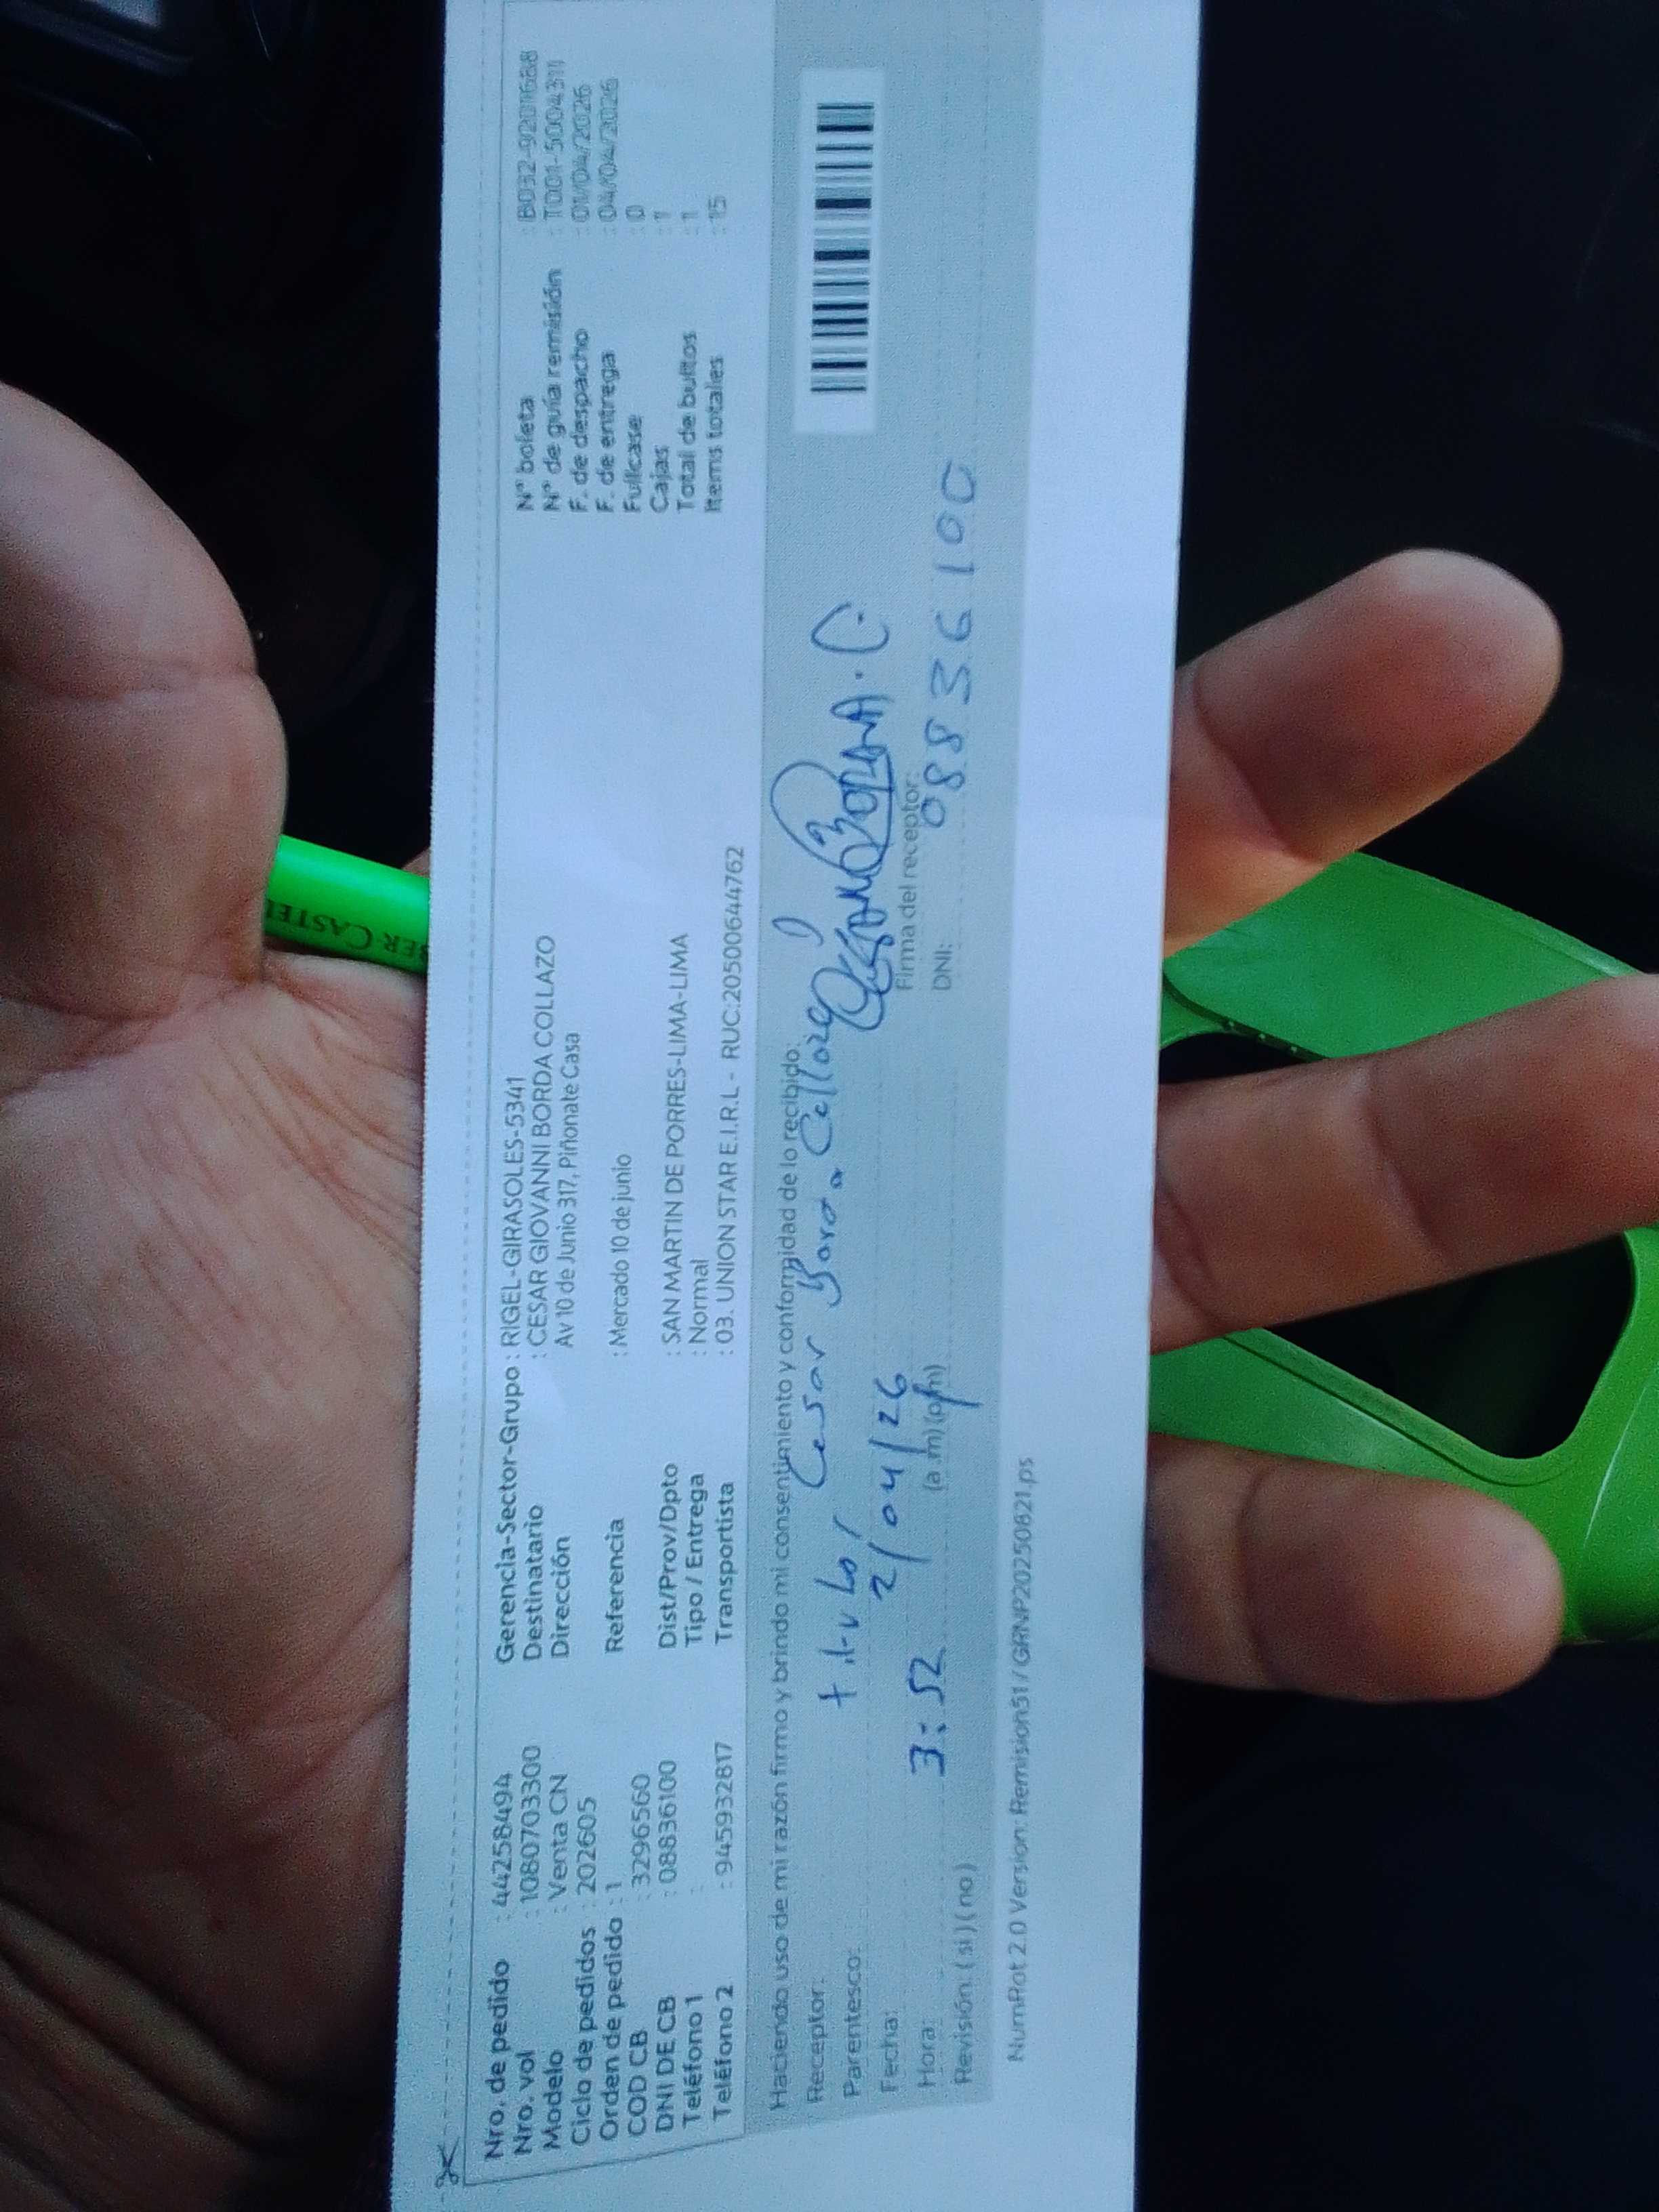 Nro. de pedido : 44258494
Nro. vol : 1080703300
Modelo : Venta CN
Ciclo de pedidos : 202605
Orden de pedido : 1
COD CB : 3296560
DNI DE CB : 08836100
Teléfono 1 :
Teléfono 2 : 945932817
Gerencia-Sector-Grupo : RIGEL-GIRASOLES-5341
Destinatario : CESAR GIOVANNI BORDA COLLAZO
Dirección Av 10 de Junio 317, Piñonate Casa
Referencia : Mercado 10 de junio
Dist/Prov/Dpto : SAN MARTIN DE PORRES-LIMA-LIMA
Tipo / Entrega : Normal
Transportista : 03. UNION STAR E.I.R.L - RUC:20500644762
N° boleta : B032-9201688
N° de guía remisión : T001-5004311
F. de despacho : 01/04/2026
F. de entrega : 04/04/2026
Fullcase : 0
Cajas : 1
Total de bultos : 1
Items totales : 15
Haciendo uso de mi razón firmo y brindo mi consentimiento y conformidad de lo recibido:
Receptor: Cesar Borda Collazo
Parentesco: titular
Fecha: 2/04/26
Hora: 3:52 (a.m) (p.m)
Revisión: (si) (no)
Firma del receptor:
DNI: 08836100
NumRot 2.0 Version: Remision51 / GRNP20250821.ps
SER CASTEL